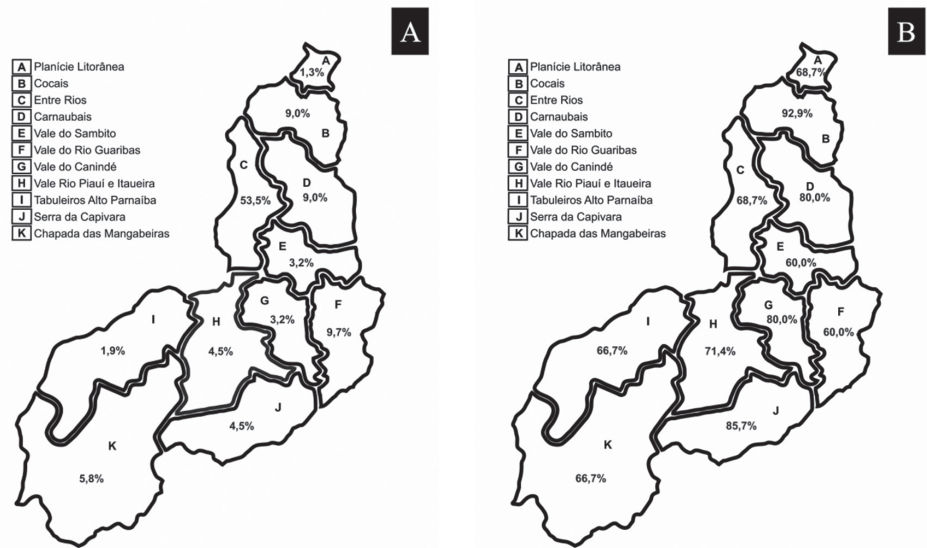 A
A Planície Litorânea
B Cocais
C Entre Rios
D Carnaubais
E Vale do Sambito
F Vale do Rio Guaribas
G Vale do Canindé
H Vale Rio Piauí e Itaueira
I Tabuleiros Alto Parnaíba
J Serra da Capivara
K Chapada das Mangabeiras
A
1,3%
9,0%
B
C
53,5%
D
9,0%
E
3,2%
G
3,2%
F
9,7%
H
4,5%
I
1,9%
J
4,5%
K
5,8%
B
A Planície Litorânea
B Cocais
C Entre Rios
D Carnaubais
E Vale do Sambito
F Vale do Rio Guaribas
G Vale do Canindé
H Vale Rio Piauí e Itaueira
I Tabuleiros Alto Parnaíba
J Serra da Capivara
K Chapada das Mangabeiras
A
68,7%
92,9%
B
C
68,7%
D
80,0%
E
60,0%
G
80,0%
F
60,0%
H
71,4%
I
66,7%
J
85,7%
K
66,7%